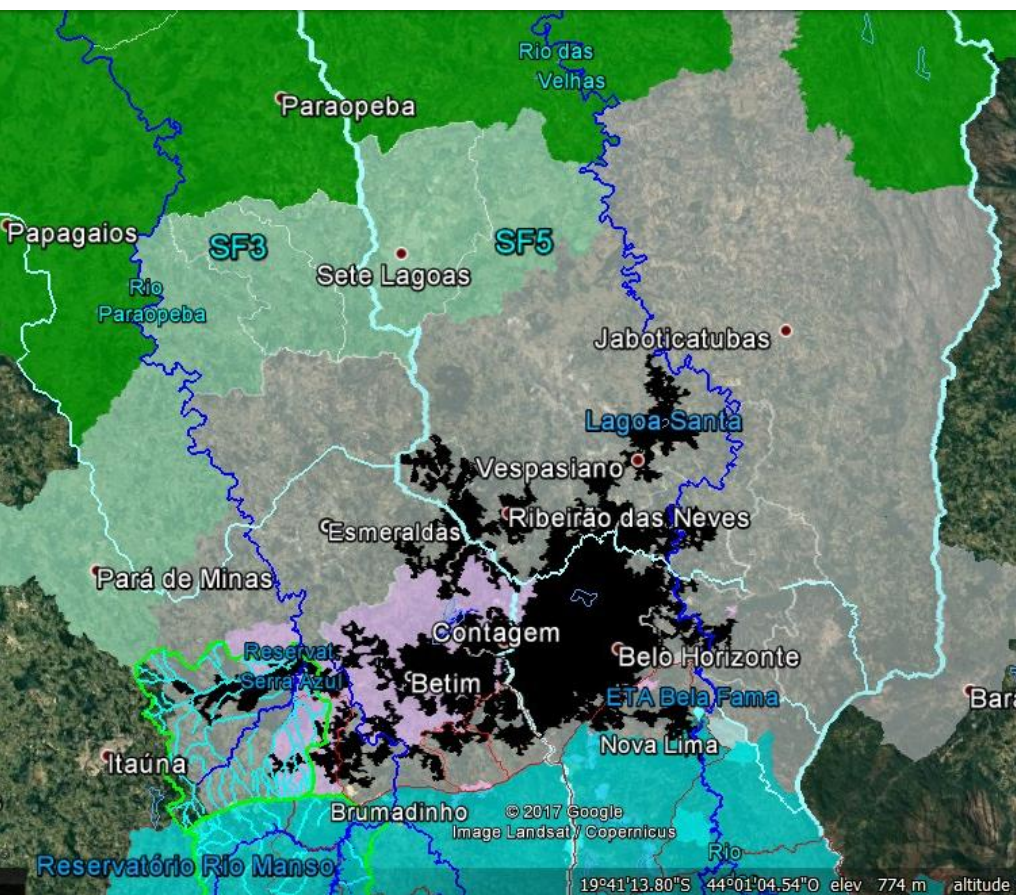 Rio das
Velhas
Paraopeba
Papagaios
SF3
SF5
Sete Lagoas
Rio
Paraopeba
Jaboticatubas
Lagoa Santa
Vespasiano
Ribeirão das Neves
Esmeraldas
Pará de Minas
Contagem
Reservat.
Serra Azul
Belo Horizonte
Betim
ETA Bela Fama
Bará
Nova Lima
Itaúna
Brumadinho
© 2017 Google
Image Landsat / Copernicus
Rio
Reservatório Rio Manso
19°41'13.80"S 44°01'04.54"O elev 774 m altitude